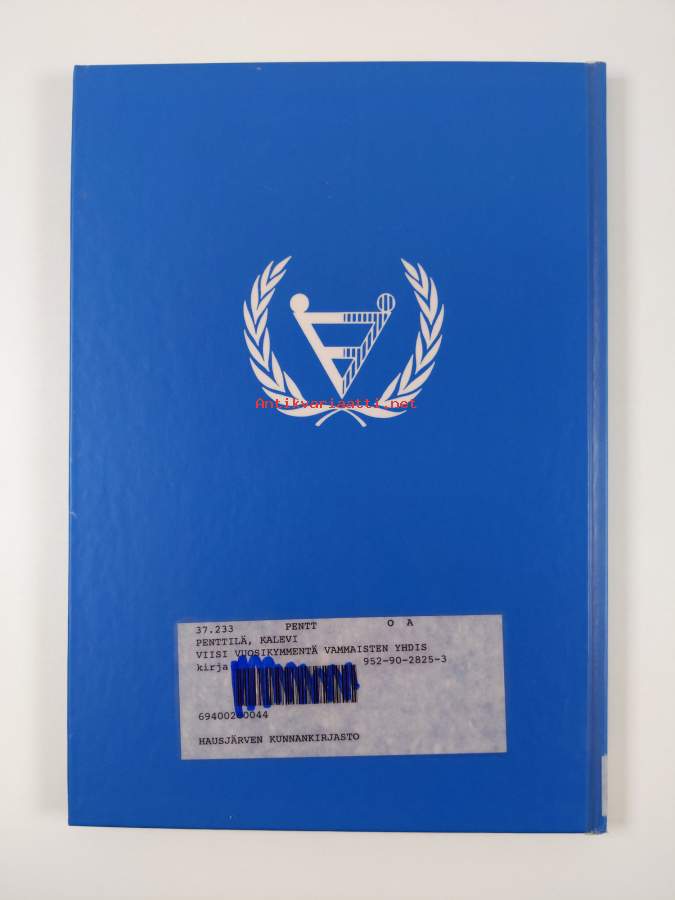 Antikvariaatti.net
37.233 PENTT O A
PENTTILÄ, KALEVI
VIISI VUOSIKYMMENTÄ VAMMAISTEN YHDIS
kirja 952-90-2825-3
HAUSJÄRVEN KUNNANKIRJASTO